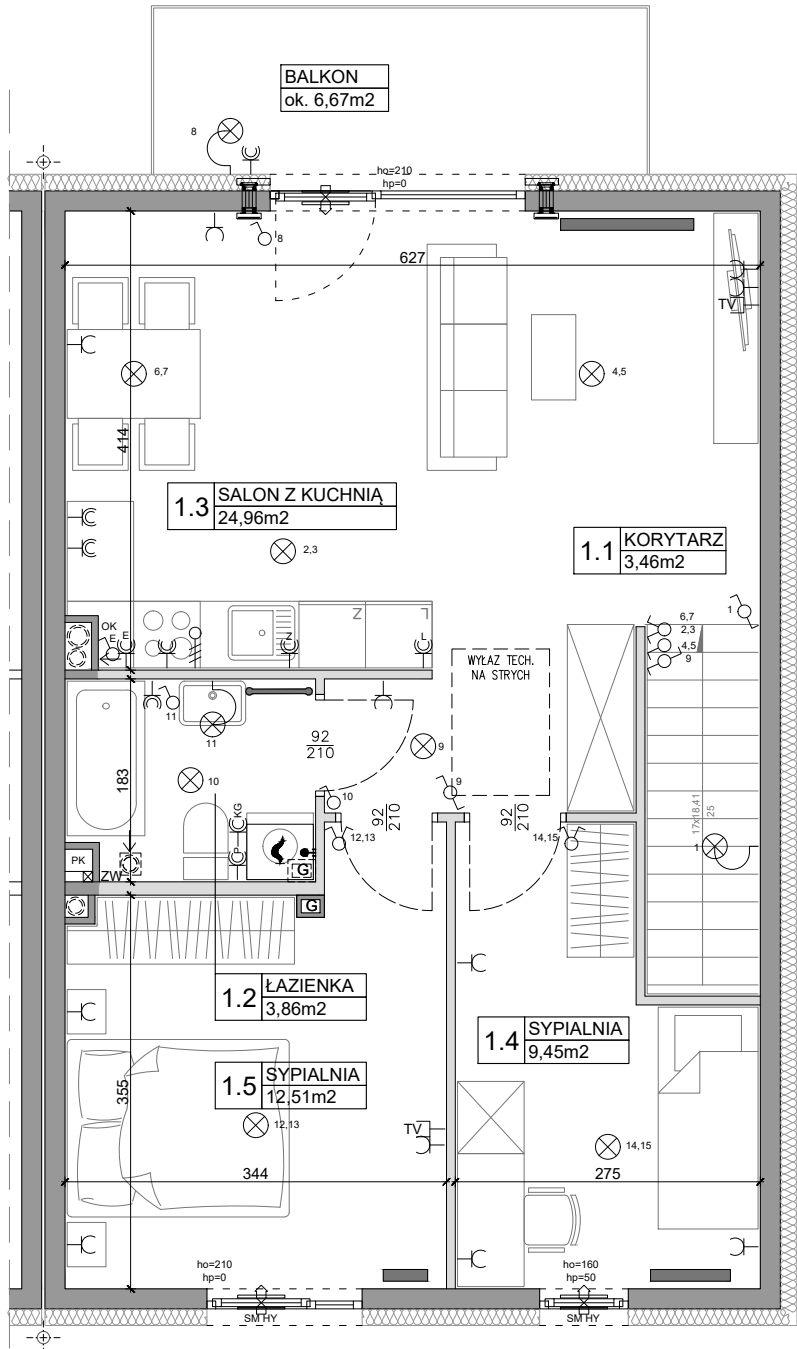 BALKON
ok. 6,67m2
8
ho=210
hp=0
8
627
TV
6,7
4,5
414
1.3 SALON Z KUCHNIĄ
24,96m2
1.1 KORYTARZ
3,46m2
2,3
1
OK
E
E
Z
L
Z
L
6,7
2,3
4,5
9
WYŁAZ TECH.
NA STRYCH
11
11
92
210
9
183
10
9
10
KG
P
92
210
92
210
12,13
14,15
17x18,41
25
1
PK
ZW
G
G
1.2 ŁAZIENKA
3,86m2
1.4 SYPIALNIA
9,45m2
1.5 SYPIALNIA
12,51m2
355
12,13
TV
14,15
344
275
ho=210
hp=0
ho=160
hp=50
SM HY
SM HY